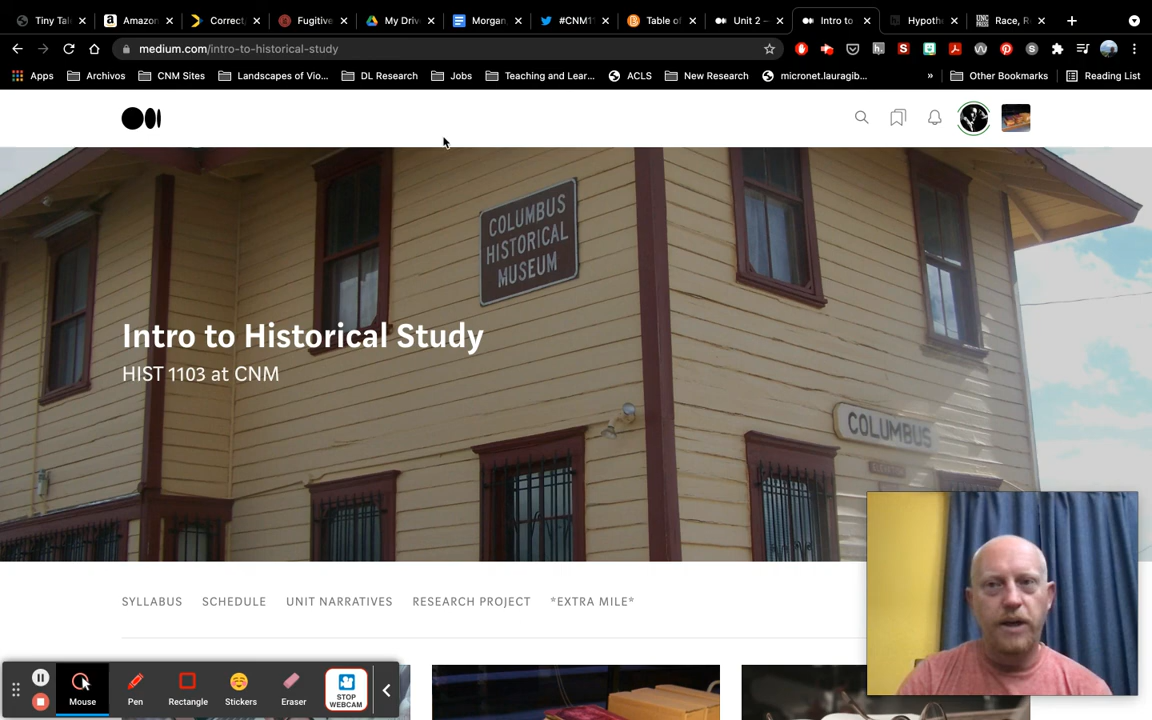 Tiny Tal
Amazon
Correct,
Fugitive
My Driv
Morgan,
#CNM1
Table of
Unit 2 –
Intro to
Hypoth
Race, R
medium.com/intro-to-historical-study
Apps
Archivos
CNM Sites
Landscapes of Vio...
DL Research
Jobs
Teaching and Lear...
ACLS
New Research
micronet.lauragib...
»
Other Bookmarks
Reading List
COLUMBUS
HISTORICAL
MUSEUM
Intro to Historical Study
HIST 1103 at CNM
COLUMBUS
ELEVATION
SYLLABUS
SCHEDULE
UNIT NARRATIVES
RESEARCH PROJECT
*EXTRA MILE*
Mouse
Pen
Rectangle
Stickers
Eraser
STOP
WEBCAM